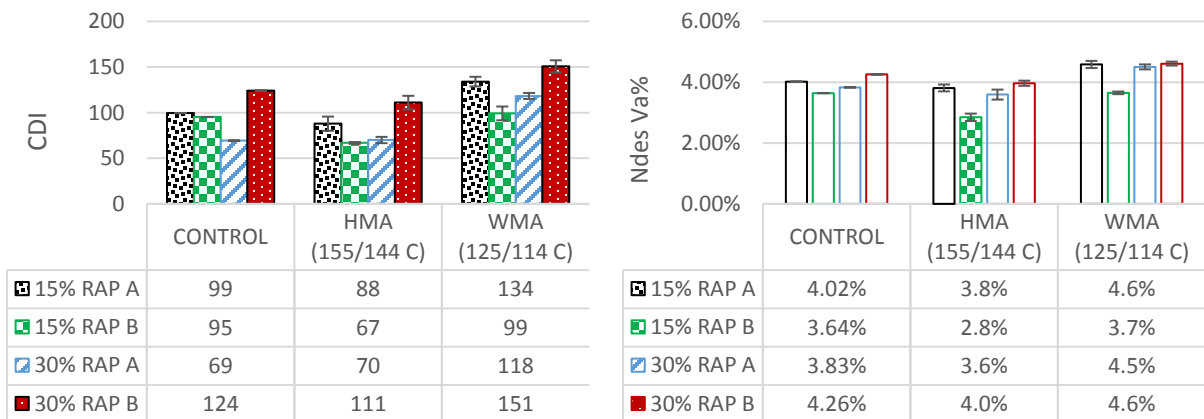 200
150
100
50
0
CDI
CONTROL
HMA
(155/144 C)
WMA
(125/114 C)
15% RAP A 99 88 134
15% RAP B 95 67 99
30% RAP A 69 70 118
30% RAP B 124 111 151
6.00%
4.00%
2.00%
0.00%
Ndes Va%
CONTROL
HMA
(155/144 C)
WMA
(125/114 C)
15% RAP A 4.02% 3.8% 4.6%
15% RAP B 3.64% 2.8% 3.7%
30% RAP A 3.83% 3.6% 4.5%
30% RAP B 4.26% 4.0% 4.6%